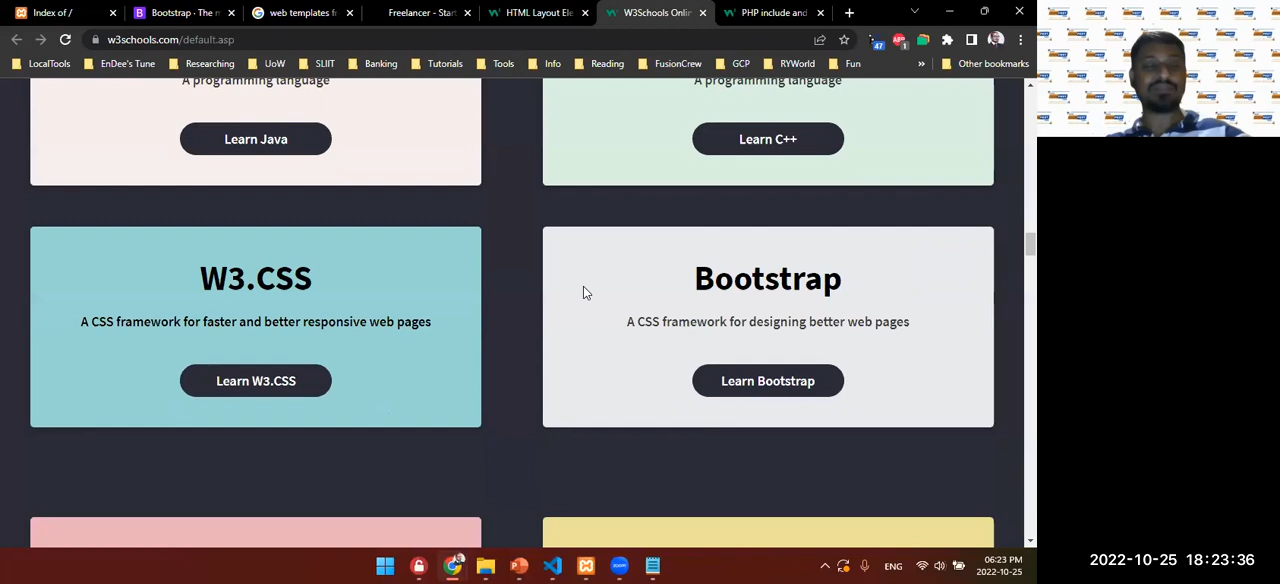 Index of /
Bootstrap · The m
web templates f
Freelancer - Start
HTML Layout Ele
W3Schools Onlin
PHP include and
w3schools.com/default.asp
47
1
LocalTools
EnDee's Tune
Researching
UoW
SLIIT
Banking
Tutorials
Tools
Info
Reading
FusionCrew
GCP
RYWorld
Fun
»
Other bookmarks
A programming language
A programming language
Learn Java
Learn C++
W3.CSS
A CSS framework for faster and better responsive web pages
Learn W3.CSS
Bootstrap
A CSS framework for designing better web pages
Learn Bootstrap
ENG
06:23 PM
2022-10-25
2022-10-25 18:23:36